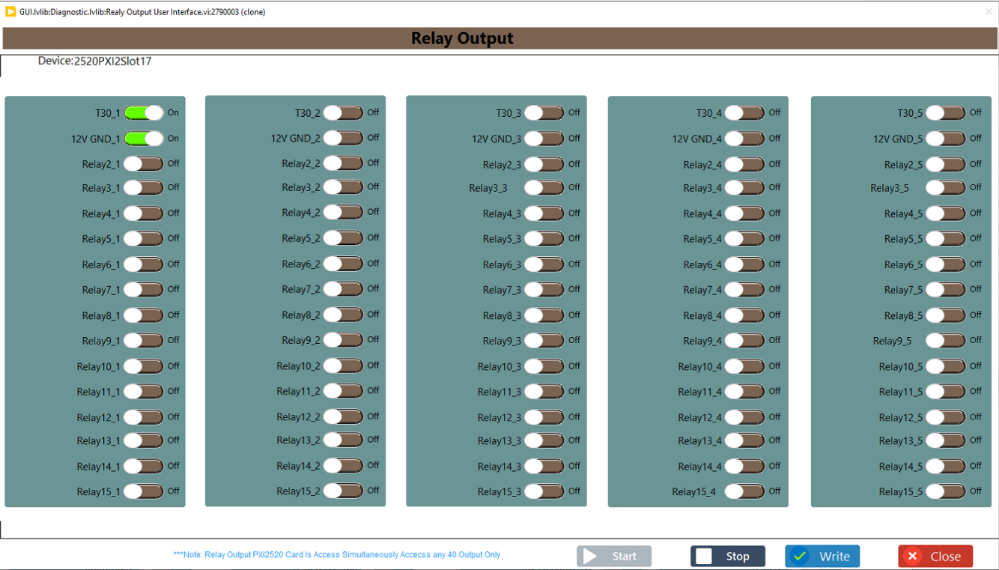 GUI.lvlib:Diagnostic.lvlib:Realy Output User Interface.vi:2790003 (clone)
Relay Output
Device:2520PXI2Slot17
T30_1 On T30_2 Off T30_3 Off T30_4 Off T30_5 Off
12V GND_1 On 12V GND_2 Off 12V GND_3 Off 12V GND_4 Off 12V GND_5 Off
Relay2_1 Off Relay2_2 Off Relay2_3 Off Relay2_4 Off Relay2_5 Off
Relay3_1 Off Relay3_2 Off Relay3_3 Off Relay3_4 Off Relay3_5 Off
Relay4_1 Off Relay4_2 Off Relay4_3 Off Relay4_4 Off Relay4_5 Off
Relay5_1 Off Relay5_2 Off Relay5_3 Off Relay5_4 Off Relay5_5 Off
Relay6_1 Off Relay6_2 Off Relay6_3 Off Relay6_4 Off Relay6_5 Off
Relay7_1 Off Relay7_2 Off Relay7_3 Off Relay7_4 Off Relay7_5 Off
Relay8_1 Off Relay8_2 Off Relay8_3 Off Relay8_4 Off Relay8_5 Off
Relay9_1 Off Relay9_2 Off Relay9_3 Off Relay9_4 Off Relay9_5 Off
Relay10_1 Off Relay10_2 Off Relay10_3 Off Relay10_4 Off Relay10_5 Off
Relay11_1 Off Relay11_2 Off Relay11_3 Off Relay11_4 Off Relay11_5 Off
Relay12_1 Off Relay12_2 Off Relay12_3 Off Relay12_4 Off Relay12_5 Off
Relay13_1 Off Relay13_2 Off Relay13_3 Off Relay13_4 Off Relay13_5 Off
Relay14_1 Off Relay14_2 Off Relay14_3 Off Relay14_4 Off Relay14_5 Off
Relay15_1 Off Relay15_2 Off Relay15_3 Off Relay15_4 Off Relay15_5 Off
***Note: Relay Output PXI2520 Card Is Access Simultaneously Accecss any 40 Output Only
Start Stop Write Close